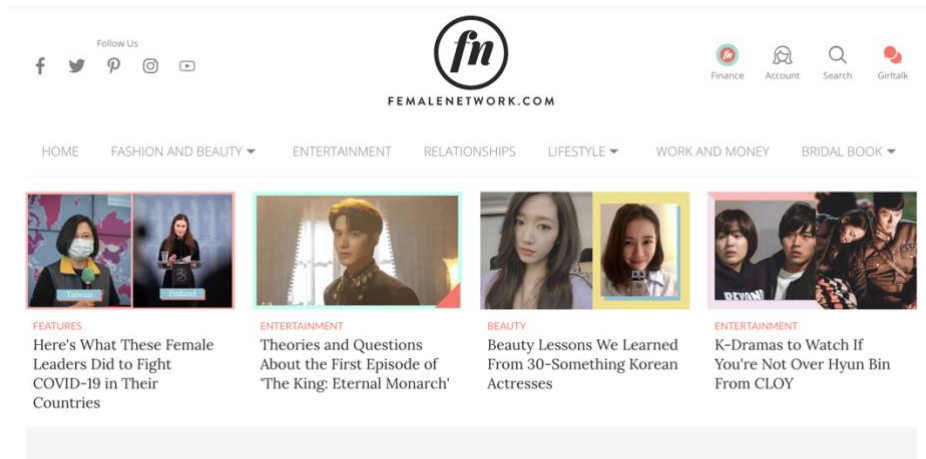 Follow Us
fn
FEMALENETWORK.COM
fn
Finance
Account
Search
Girltalk
HOME
FASHION AND BEAUTY
ENTERTAINMENT
RELATIONSHIPS
LIFESTYLE
WORK AND MONEY
BRIDAL BOOK
Taiwan
Finland
FEATURES
Here's What These Female
Leaders Did to Fight
COVID-19 in Their
Countries
ENTERTAINMENT
Theories and Questions
About the First Episode of
'The King: Eternal Monarch'
BEAUTY
Beauty Lessons We Learned
From 30-Something Korean
Actresses
ENTERTAINMENT
K-Dramas to Watch If
You're Not Over Hyun Bin
From CLOY